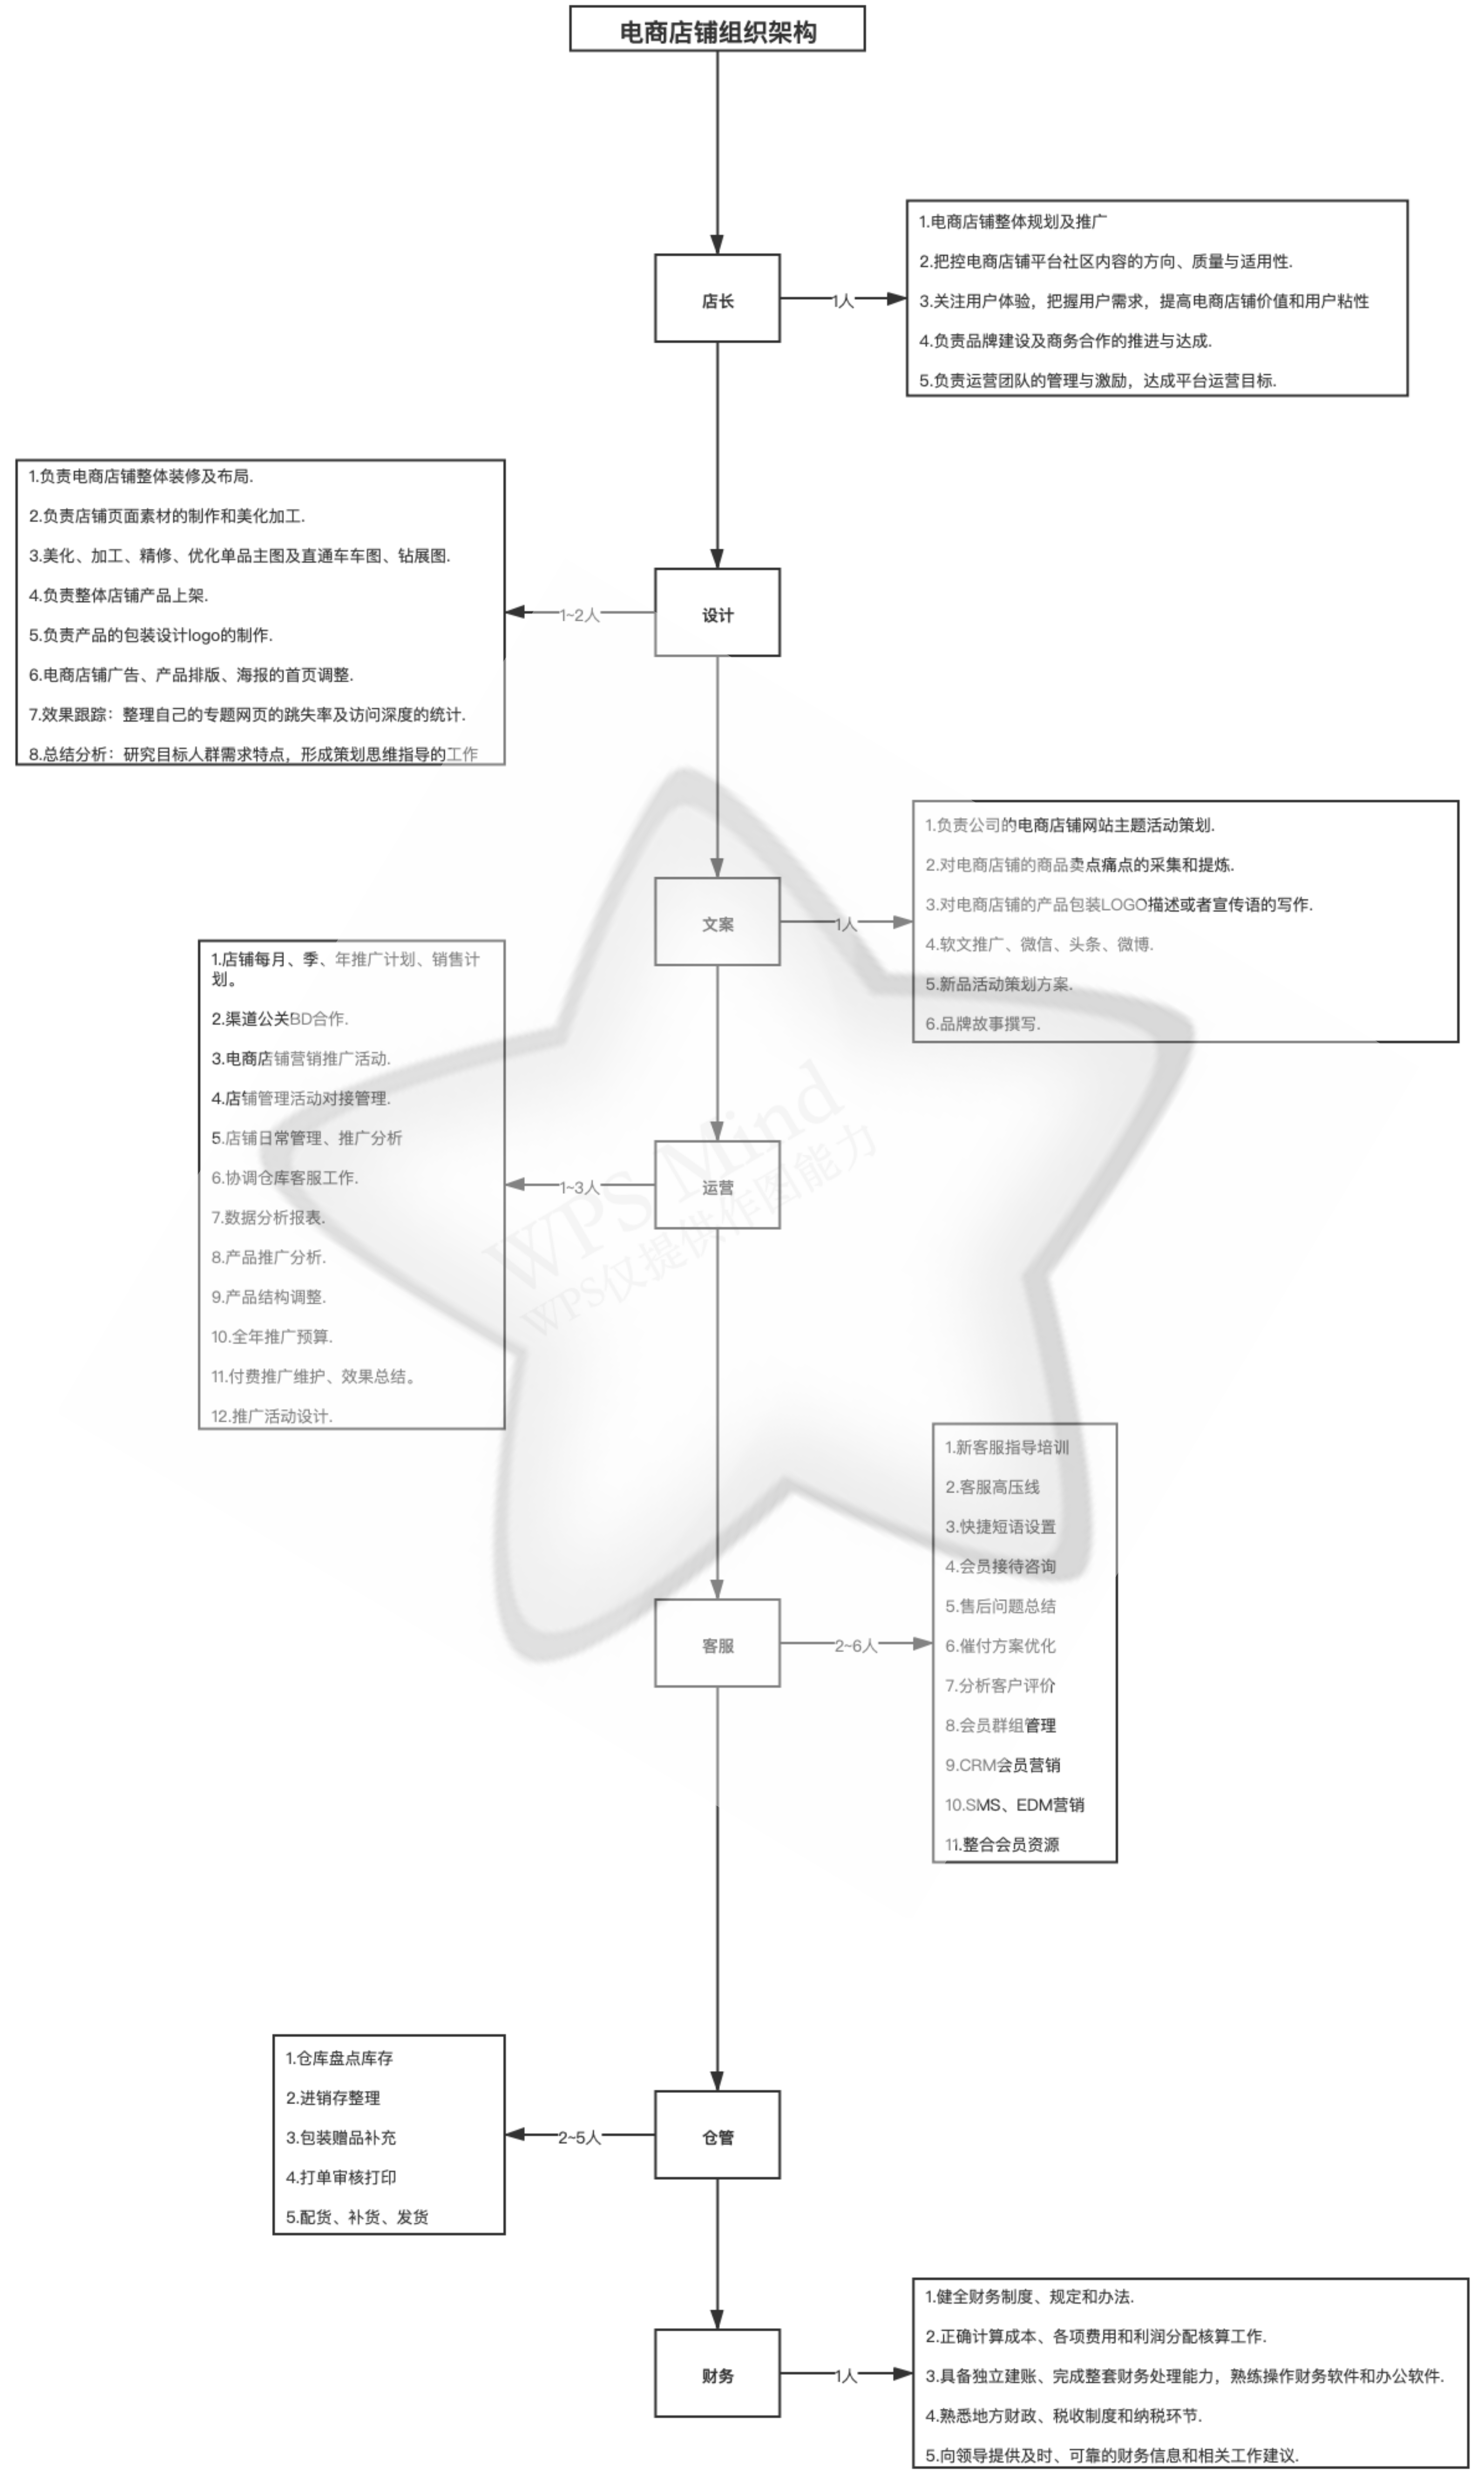 电商店铺组织架构
店长
1人
1.电商店铺整体规划及推广
2.把控电商店铺平台社区内容的方向、质量与适用性.
3.关注用户体验，把握用户需求，提高电商店铺价值和用户粘性
4.负责品牌建设及商务合作的推进与达成.
5.负责运营团队的管理与激励，达成平台运营目标.
1.负责电商店铺整体装修及布局.
2.负责店铺页面素材的制作和美化加工.
3.美化、加工、精修、优化单品主图及直通车车图、钻展图.
4.负责整体店铺产品上架.
5.负责产品的包装设计logo的制作.
6.电商店铺广告、产品排版、海报的首页调整.
7.效果跟踪：整理自己的专题网页的跳失率及访问深度的统计.
8.总结分析：研究目标人群需求特点，形成策划思维指导的工作
1~2人
设计
文案
1人
1.负责公司的电商店铺网站主题活动策划.
2.对电商店铺的商品卖点痛点的采集和提炼.
3.对电商店铺的产品包装LOGO描述或者宣传语的写作.
4.软文推广、微信、头条、微博.
5.新品活动策划方案.
6.品牌故事撰写.
1.店铺每月、季、年推广计划、销售计
划。
2.渠道公关BD合作.
3.电商店铺营销推广活动.
4.店铺管理活动对接管理.
5.店铺日常管理、推广分析
6.协调仓库客服工作.
7.数据分析报表.
8.产品推广分析.
9.产品结构调整.
10.全年推广预算.
11.付费推广维护、效果总结。
12.推广活动设计.
1~3人
运营
WPS Mind
WPS仅提供作图能力
客服
2~6人
1.新客服指导培训
2.客服高压线
3.快捷短语设置
4.会员接待咨询
5.售后问题总结
6.催付方案优化
7.分析客户评价
8.会员群组管理
9.CRM会员营销
10.SMS、EDM营销
11.整合会员资源
1.仓库盘点库存
2.进销存整理
3.包装赠品补充
4.打单审核打印
5.配货、补货、发货
2~5人
仓管
财务
1人
1.健全财务制度、规定和办法.
2.正确计算成本、各项费用和利润分配核算工作.
3.具备独立建账、完成整套财务处理能力，熟练操作财务软件和办公软件.
4.熟悉地方财政、税收制度和纳税环节.
5.向领导提供及时、可靠的财务信息和相关工作建议.